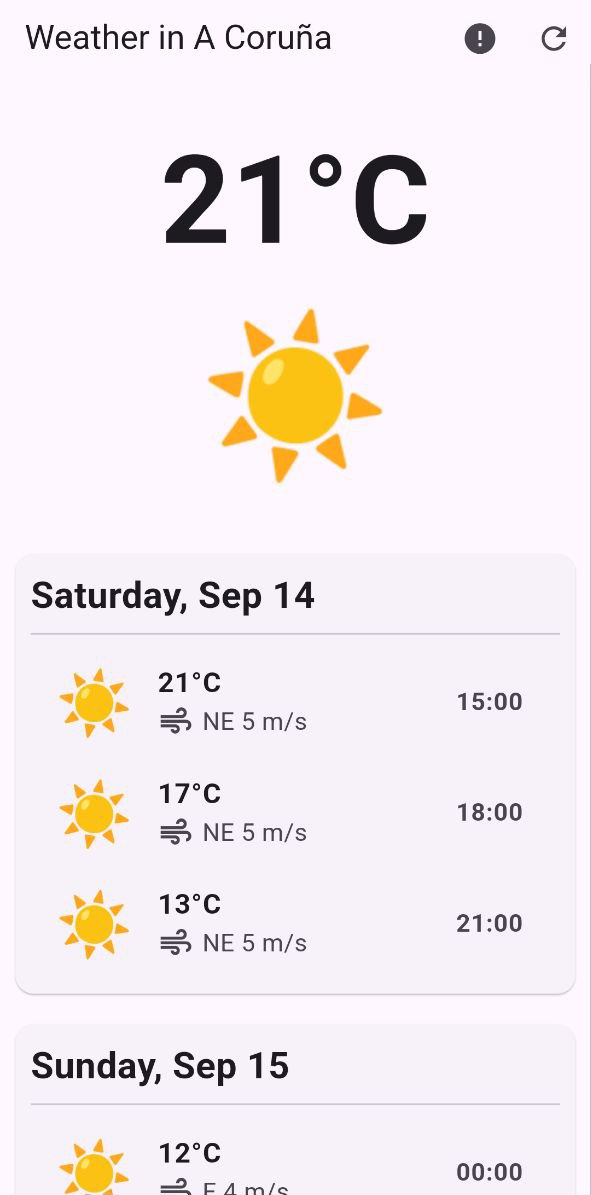 Weather in A Coruña
21°C
Saturday, Sep 14
21°C
NE 5 m/s
15:00
17°C
NE 5 m/s
18:00
13°C
NE 5 m/s
21:00
Sunday, Sep 15
12°C
E 4 m/s
00:00